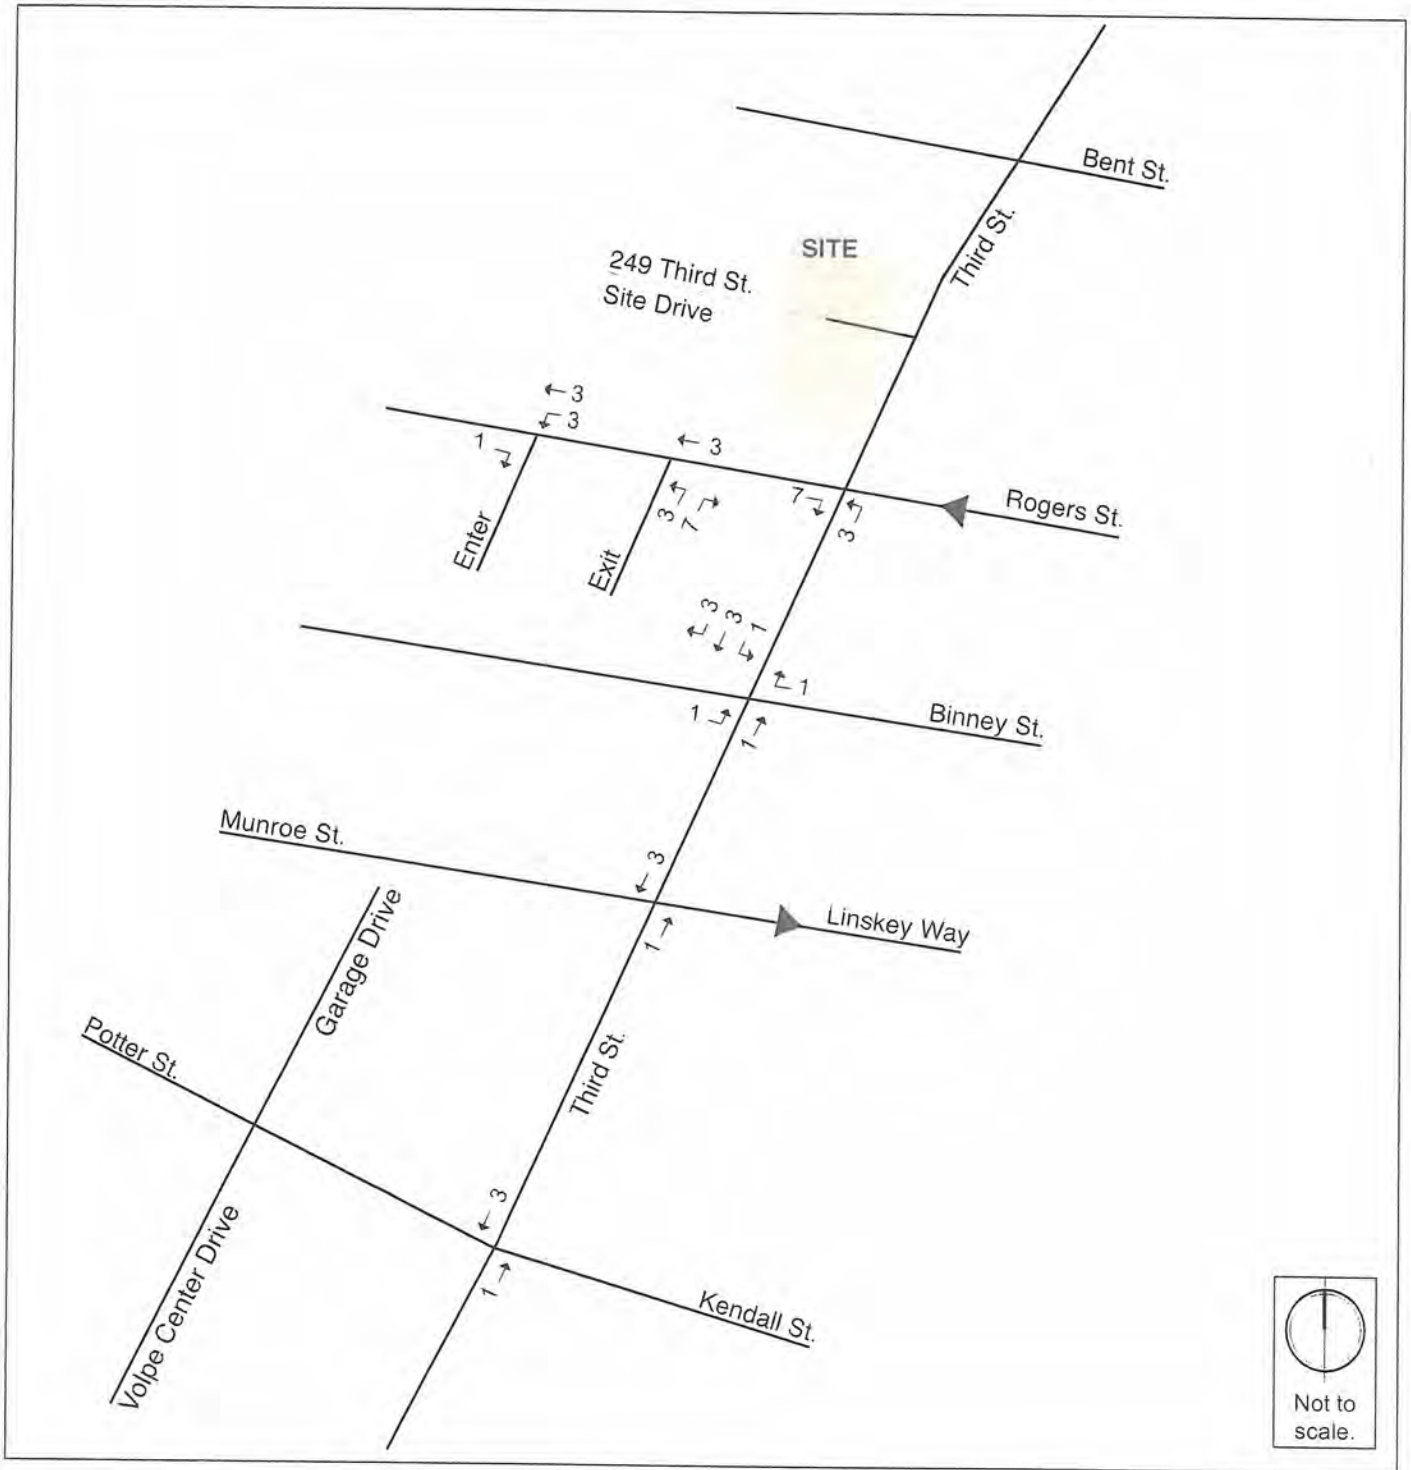 Bent St.
Third St.
SITE
249 Third St.
Site Drive
3
3
1
3
Enter
Exit
3
7
7
3
Rogers St.
3
3
1
1
1
1
Binney St.
Munroe St.
3
1
Linskey Way
Garage Drive
Third St.
Potter St.
Volpe Center Drive
3
1
Kendall St.
Not to
scale.